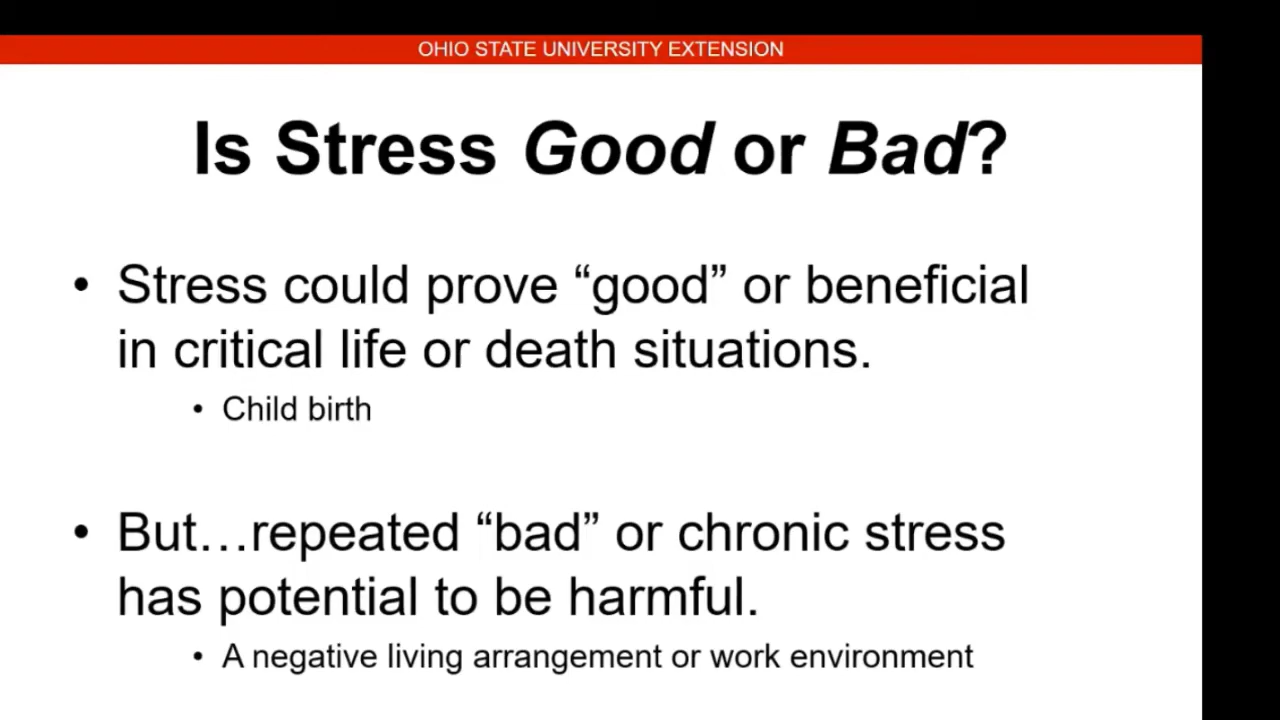 OHIO STATE UNIVERSITY EXTENSION
Is Stress Good or Bad?
• Stress could prove “good” or beneficial
in critical life or death situations.
• Child birth
• But…repeated “bad” or chronic stress
has potential to be harmful.
• A negative living arrangement or work environment